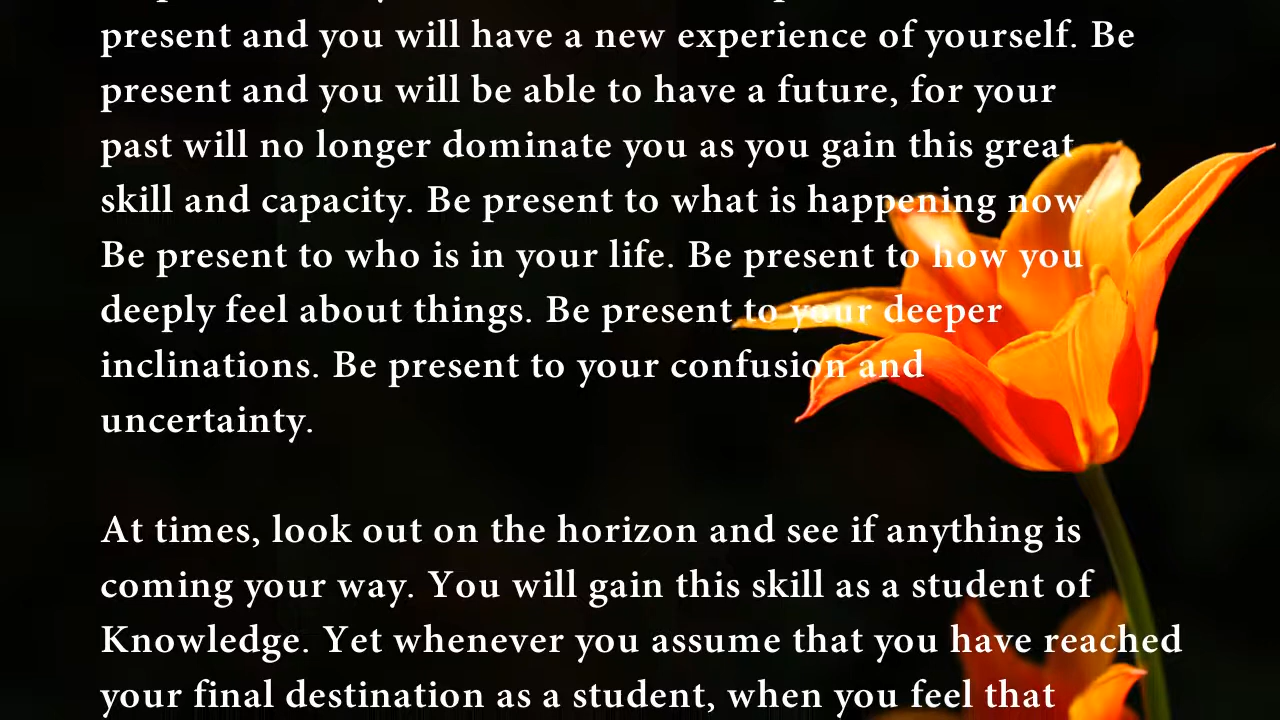 present and you will have a new experience of yourself. Be
present and you will be able to have a future, for your
past will no longer dominate you as you gain this great
skill and capacity. Be present to what is happening now.
Be present to who is in your life. Be present to how you
deeply feel about things. Be present to your deeper
inclinations. Be present to your confusion and
uncertainty.
At times, look out on the horizon and see if anything is
coming your way. You will gain this skill as a student of
Knowledge. Yet whenever you assume that you have reached
your final destination as a student, when you feel that